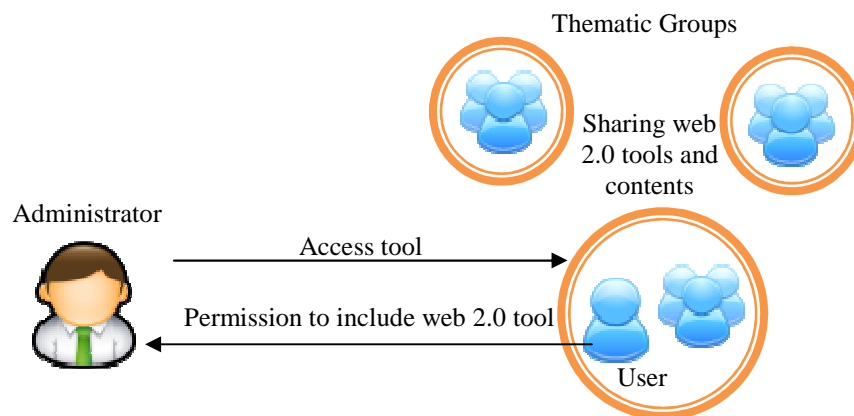 Thematic Groups
Sharing web
2.0 tools and
contents
Administrator
Access tool
Permission to include web 2.0 tool
User